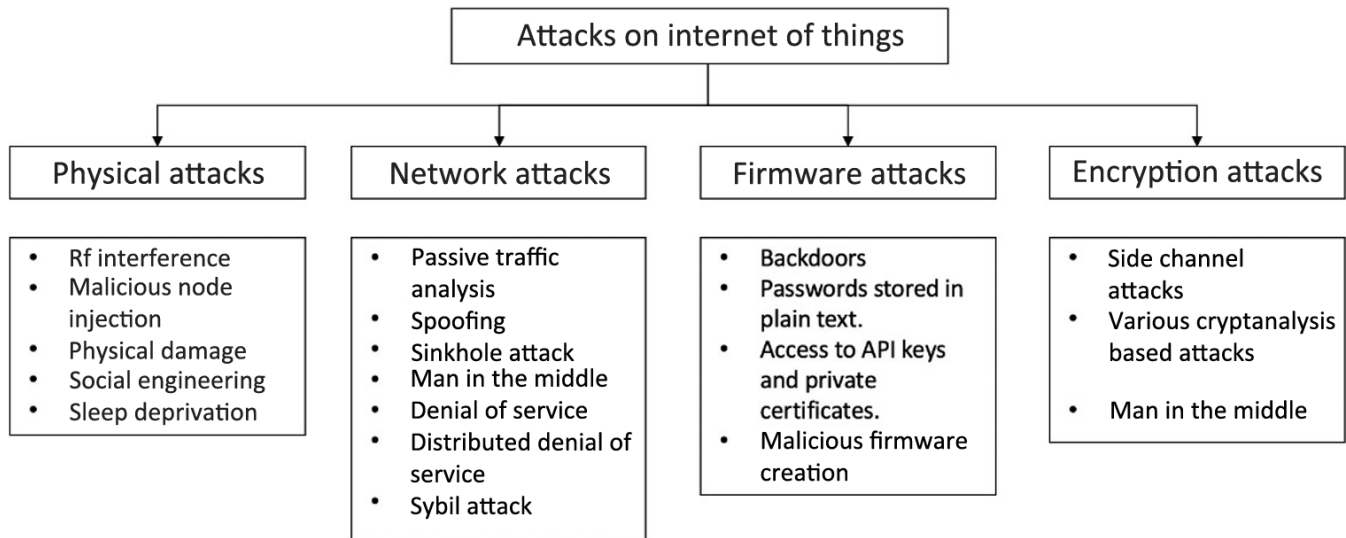 Attacks on internet of things
Physical attacks
Network attacks
Firmware attacks
Encryption attacks
• Rf interference
• Malicious node
injection
• Physical damage
• Social engineering
• Sleep deprivation
• Passive traffic
analysis
• Spoofing
• Sinkhole attack
• Man in the middle
• Denial of service
• Distributed denial of
service
• Sybil attack
• Backdoors
• Passwords stored in
plain text.
• Access to API keys
and private
certificates.
• Malicious firmware
creation
• Side channel
attacks
• Various cryptanalysis
based attacks
• Man in the middle